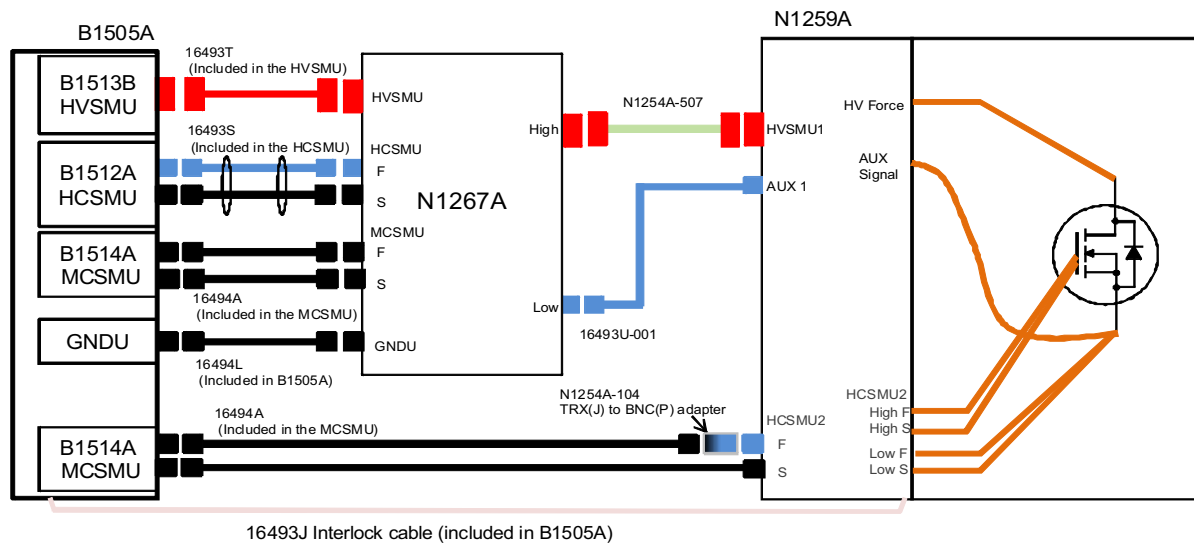 B1505A
N1259A
16493T
(Included in the HVSMU)
B1513B
HVSMU
HVSMU
HV Force
N1254A-507
High
HVSMU1
16493S
(Included in the HCSMU)
HCSMU
F
S
B1512A
HCSMU
N1267A
AUX
Signal
AUX 1
B1514A
MCSMU
MCSMU
F
S
16494A
(Included in the MCSMU)
Low
16493U-001
GNDU
GNDU
16494L
(Included in B1505A)
N1254A-104
TRX(J) to BNC(P) adapter
16494A
(Included in the MCSMU)
B1514A
MCSMU
HCSMU2
F
S
HCSMU2
High F
High S
Low F
Low S
16493J Interlock cable (included in B1505A)